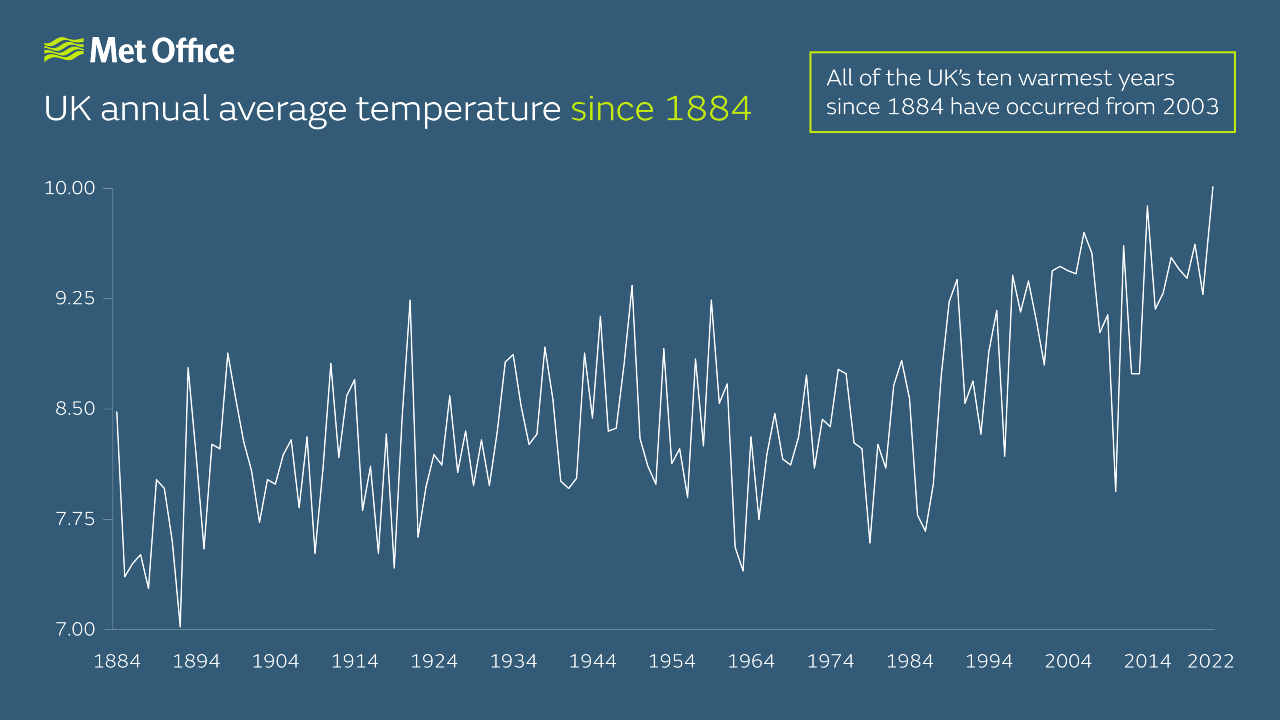 Met Office
UK annual average temperature since 1884
All of the UK's ten warmest years
since 1884 have occurred from 2003
10.00
9.25
8.50
7.75
7.00
1884 1894 1904 1914 1924 1934 1944 1954 1964 1974 1984 1994 2004 2014 2022